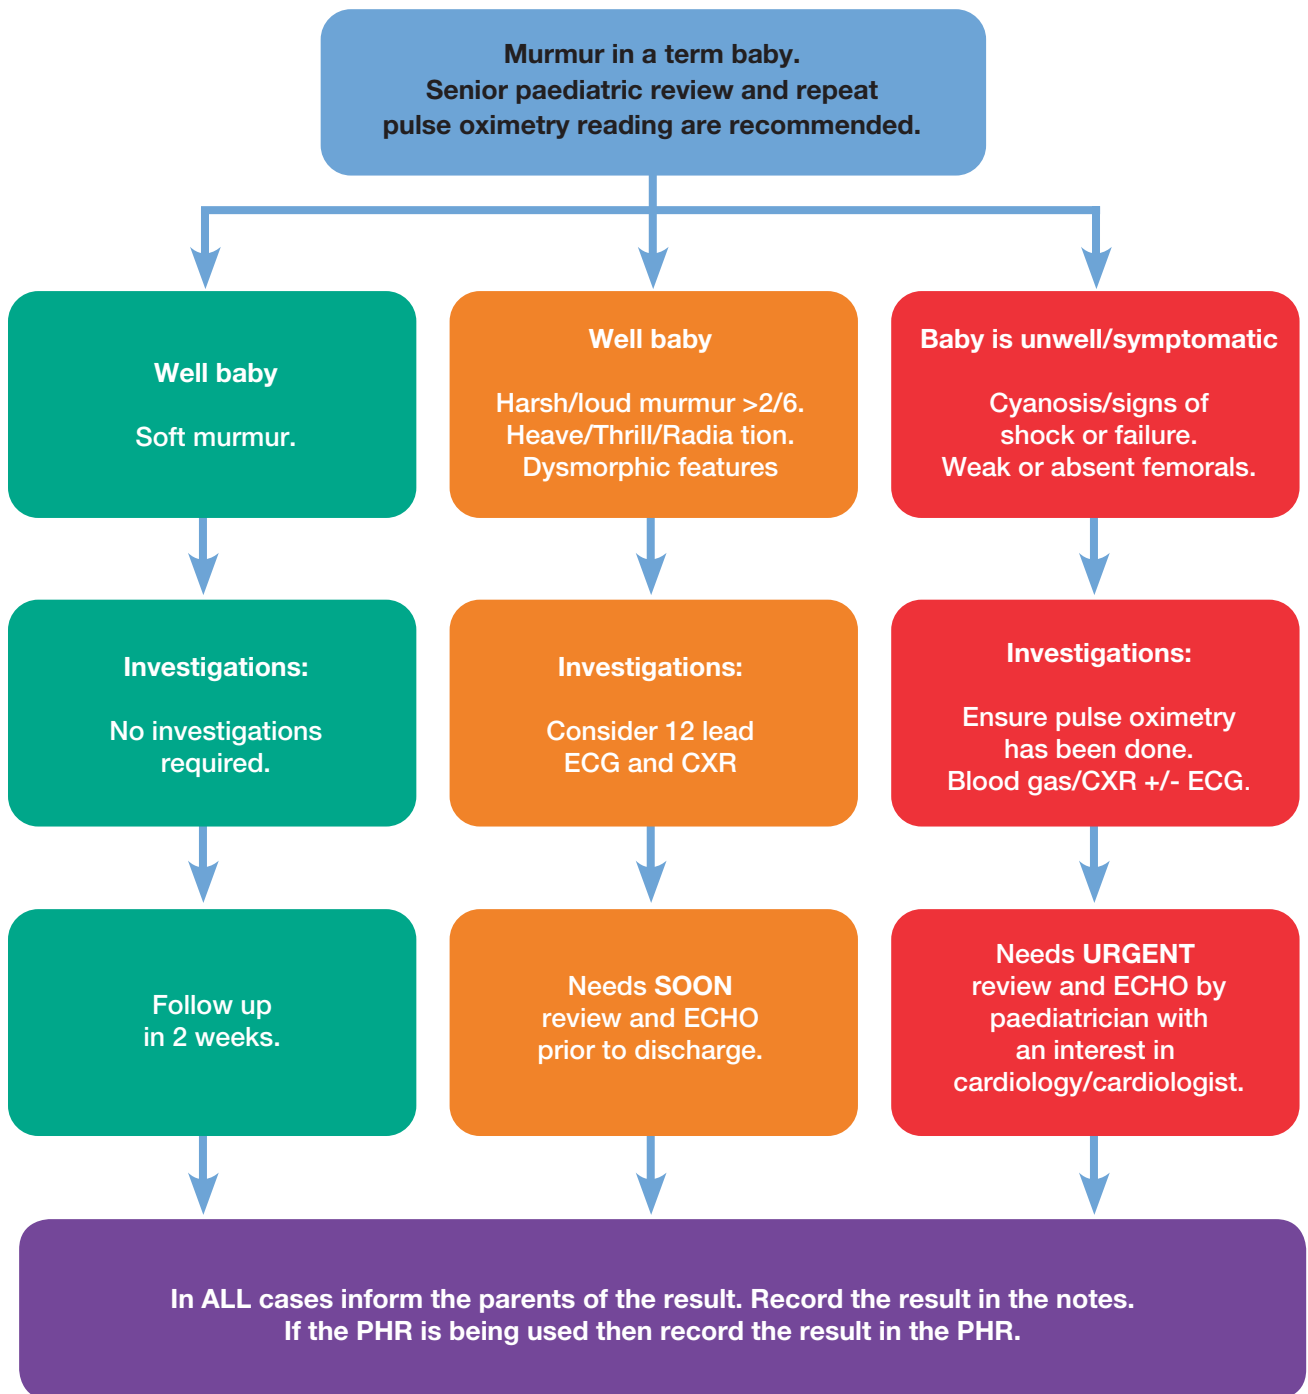 Murmur in a term baby.
Senior paediatric review and repeat
pulse oximetry reading are recommended.
Well baby
Soft murmur.
Well baby
Harsh/loud murmur >2/6.
Heave/Thrill/Radia tion.
Dysmorphic features
Baby is unwell/symptomatic
Cyanosis/signs of
shock or failure.
Weak or absent femorals.
Investigations:
No investigations
required.
Investigations:
Consider 12 lead
ECG and CXR
Investigations:
Ensure pulse oximetry
has been done.
Blood gas/CXR +/- ECG.
Follow up
in 2 weeks.
Needs SOON
review and ECHO
prior to discharge.
Needs URGENT
review and ECHO by
paediatrician with
an interest in
cardiology/cardiologist.
In ALL cases inform the parents of the result. Record the result in the notes.
If the PHR is being used then record the result in the PHR.